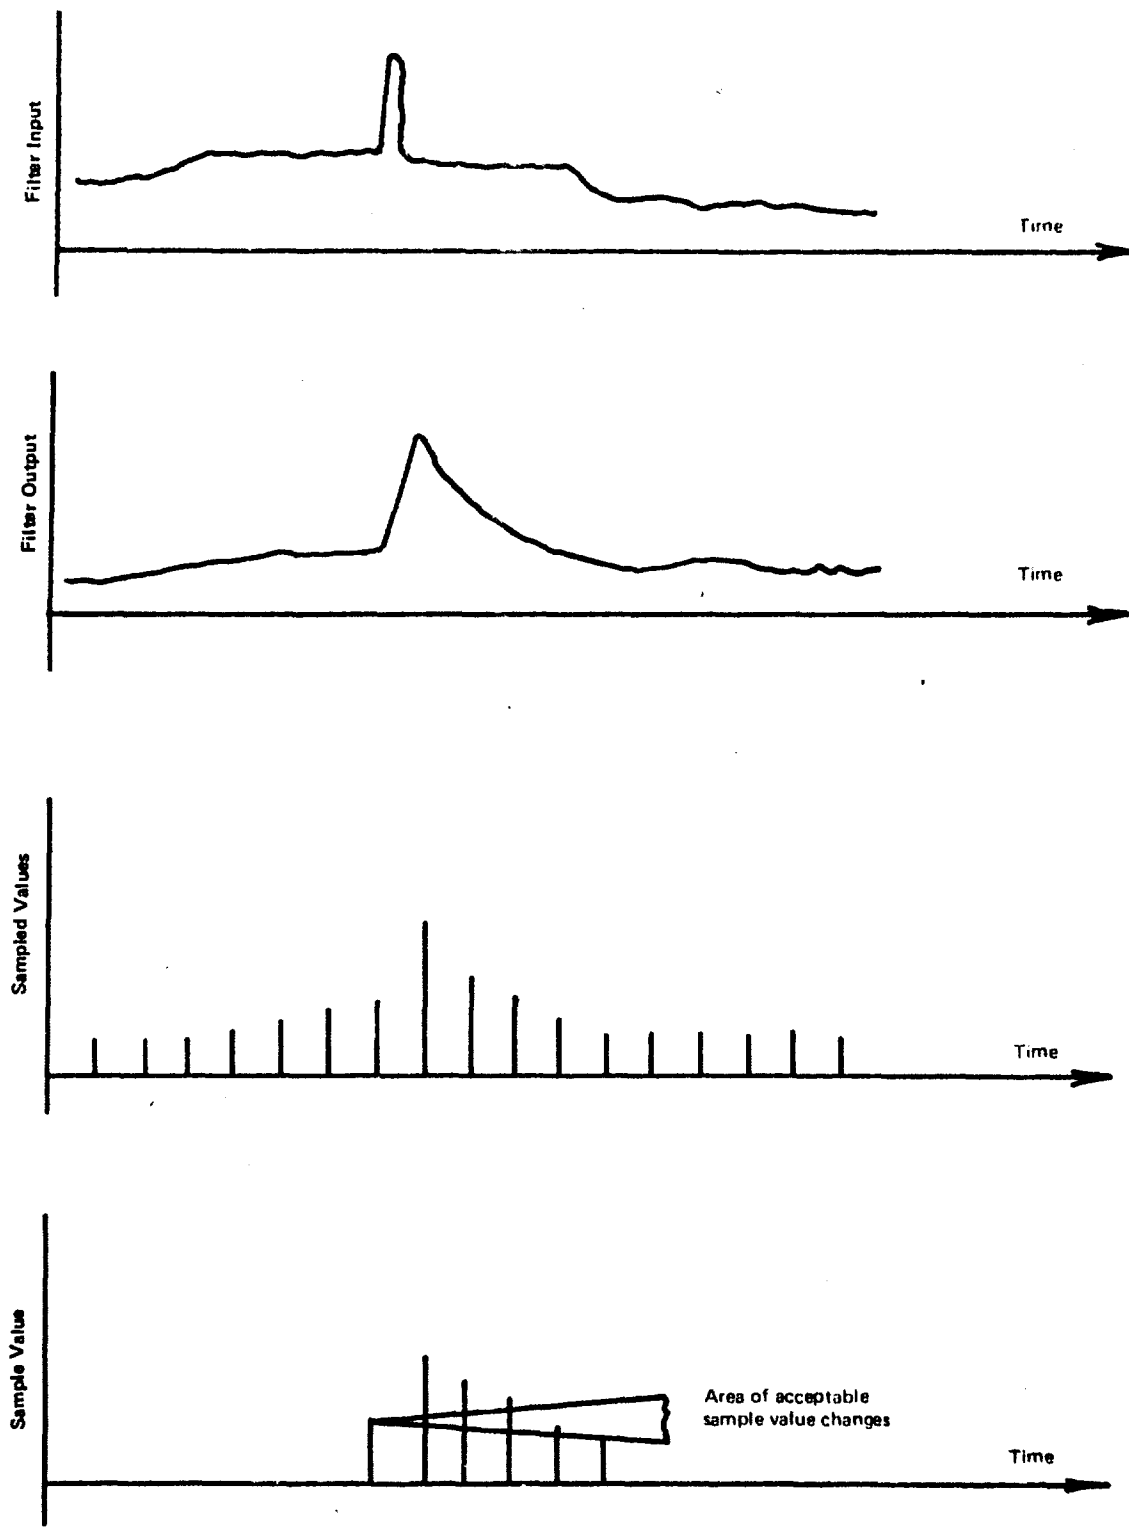 Filter Input
Time
Filter Output
Time
Sampled Values
Time
Sample Value
Area of acceptable
sample value changes
Time